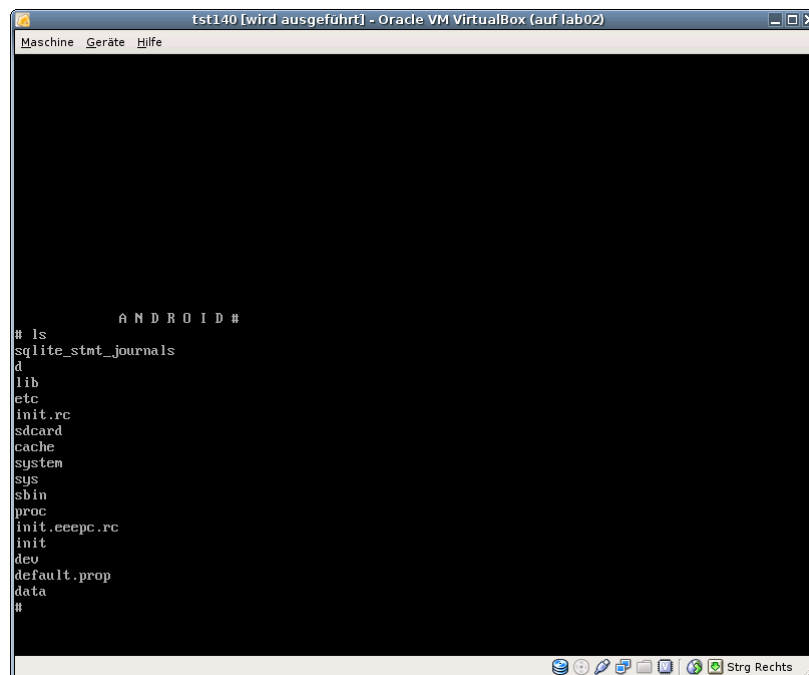 tst140 [wird ausgeführt] - Oracle VM VirtualBox (auf lab02)
Maschine Geräte Hilfe
A N D R O I D #
# ls
sqlite_stmt_journals
d
lib
etc
init.rc
sdcard
cache
system
sys
sbin
proc
init.eeepc.rc
init
dev
default.prop
data
#
Strg Rechts